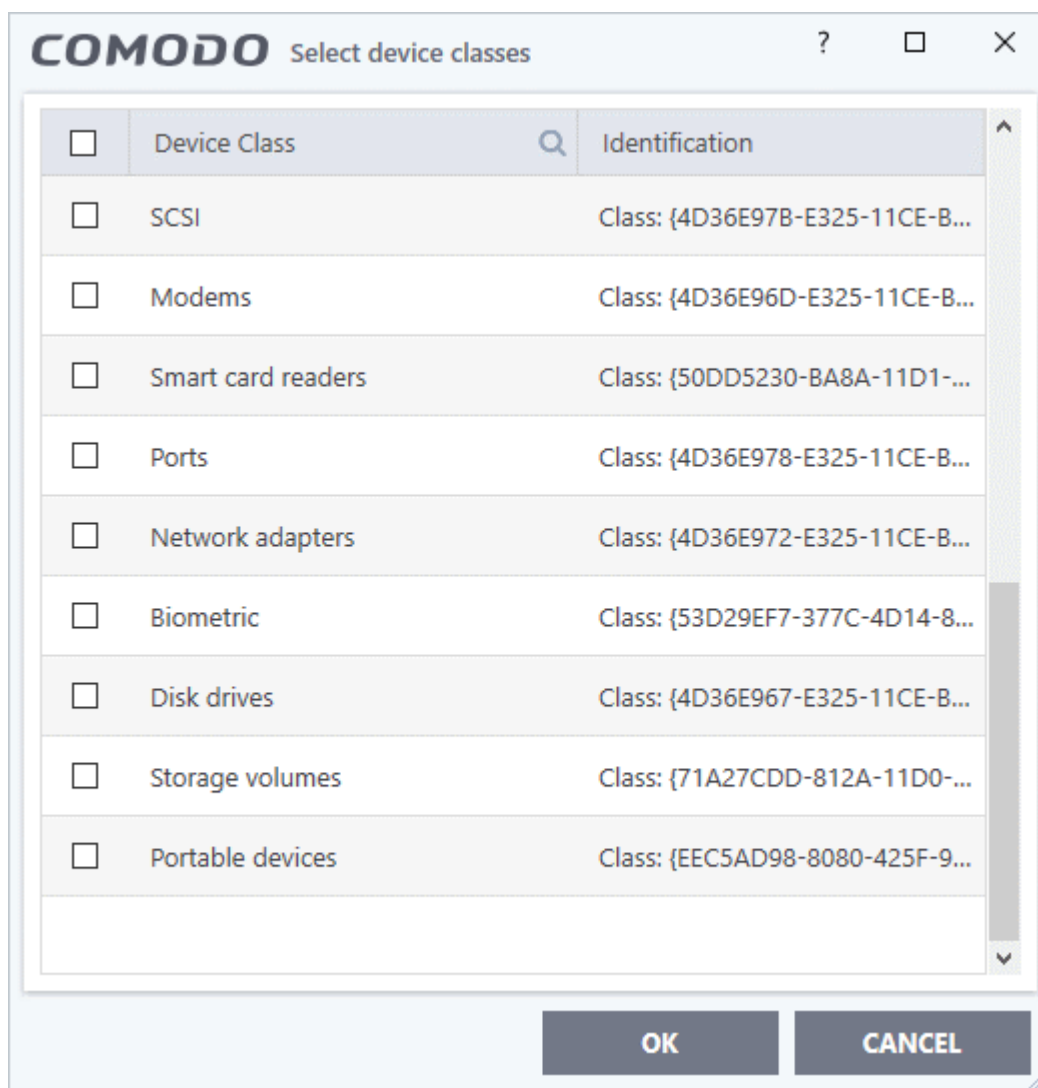 COMODO Select device classes ?
Device Class Identification
SCSI Class: {4D36E97B-E325-11CE-B...
Modems Class: {4D36E96D-E325-11CE-B...
Smart card readers Class: {50DD5230-BA8A-11D1-...
Ports Class: {4D36E978-E325-11CE-B...
Network adapters Class: {4D36E972-E325-11CE-B...
Biometric Class: {53D29EF7-377C-4D14-8...
Disk drives Class: {4D36E967-E325-11CE-B...
Storage volumes Class: {71A27CDD-812A-11D0-...
Portable devices Class: {EEC5AD98-8080-425F-9...
OK CANCEL